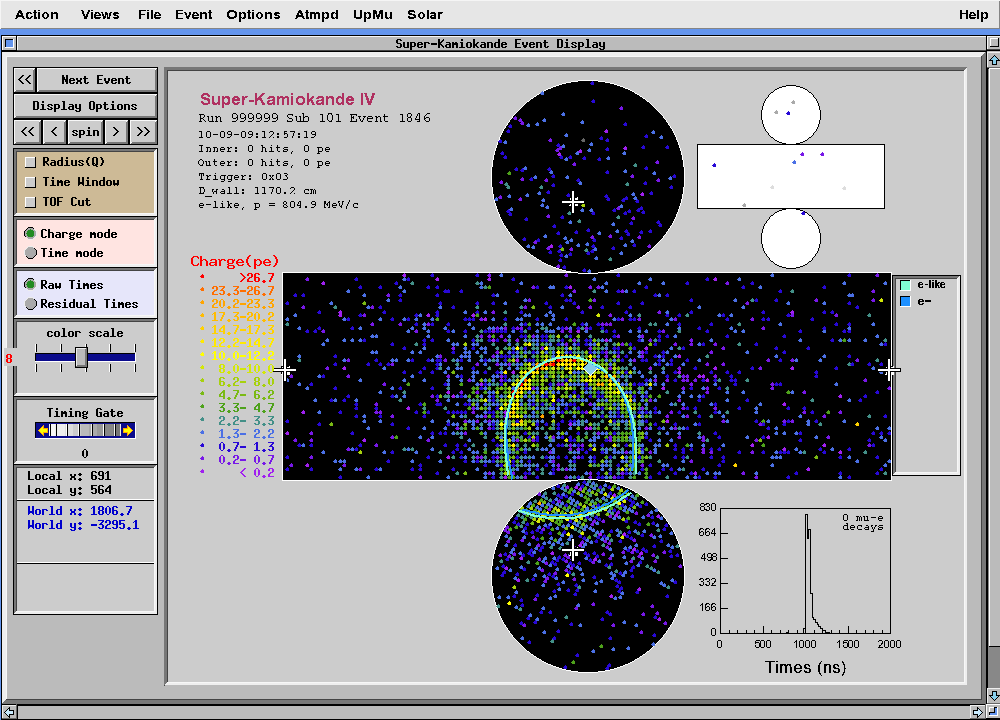 Action Views File Event Options Atmpd UpMu Solar Help
Super-Kamiokande Event Display
<< Next Event
Display Options
<< < spin > >>
Radius(Q)
Time Window
TOF Cut
Charge mode
Time mode
Raw Times
Residual Times
color scale
8
Timing Gate
0
Local x: 691
Local y: 564
World x: 1806.7
World y: -3295.1
Super-Kamiokande IV
Run 999999 Sub 101 Event 1846
10-09-09:12:57:19
Inner: 0 hits, 0 pe
Outer: 0 hits, 0 pe
Trigger: 0x03
D_wall: 1170.2 cm
e-like, p = 804.9 MeV/c
Charge(pe)
>26.7
23.3-26.7
20.2-23.3
17.3-20.2
14.7-17.3
12.2-14.7
10.0-12.2
8.0-10.0
6.2- 8.0
4.7- 6.2
3.3- 4.7
2.2- 3.3
1.3- 2.2
0.7- 1.3
0.2- 0.7
< 0.2
e-like
e-
0 mu-e
decays
830
664
498
332
166
0
0 500 1000 1500 2000
Times (ns)